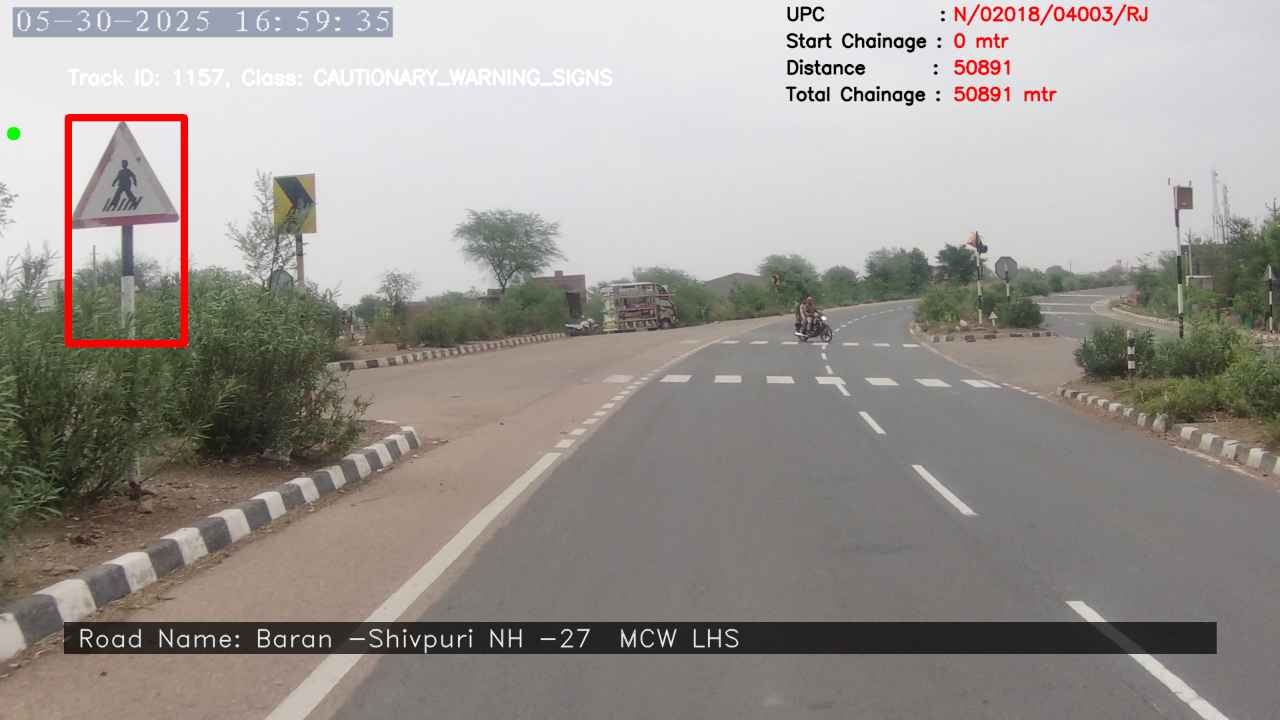 05-30-2025 16:59:35
UPC : N/02018/04003/RJ
Start Chainage : 0 mtr
Distance : 50891
Total Chainage : 50891 mtr
Track ID: 1157, Class: CAUTIONARY_WARNING_SIGNS
Road Name: Baran -Shivpuri NH -27 MCW LHS